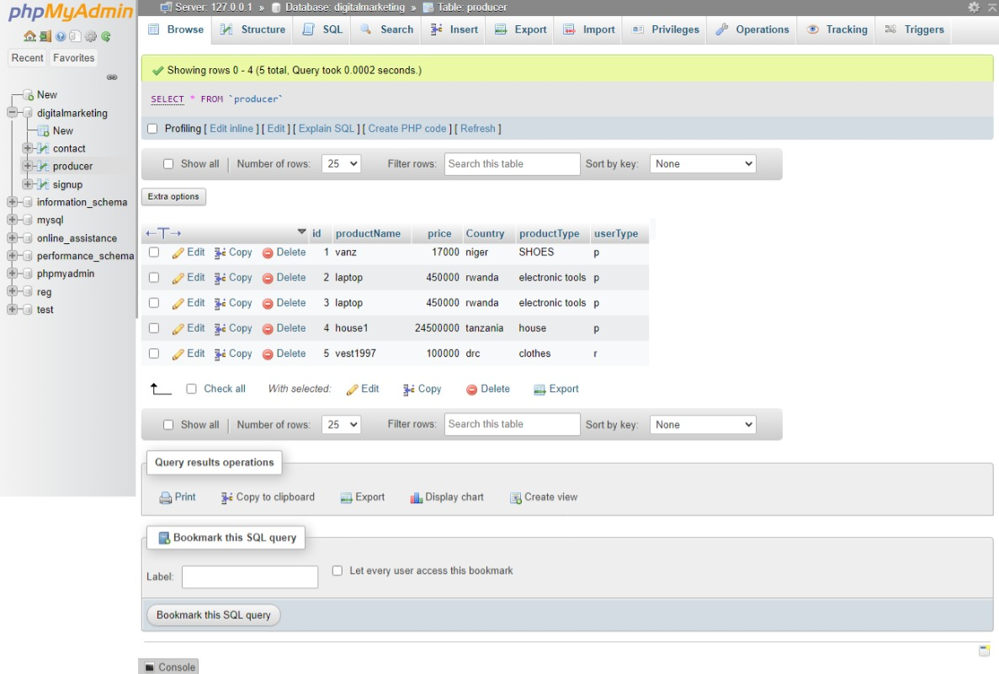 phpMyAdmin
Recent Favorites
New
digitalmarketing
New
contact
producer
signup
information_schema
mysql
online_assistance
performance_schema
phpmyadmin
reg
test
Server: 127.0.0.1 » Database: digitalmarketing » Table: producer
Browse Structure SQL Search Insert Export Import Privileges Operations Tracking Triggers
Showing rows 0 - 4 (5 total, Query took 0.0002 seconds.)
SELECT * FROM `producer`
Profiling [ Edit inline ] [ Edit ] [ Explain SQL ] [ Create PHP code ] [ Refresh ]
Show all Number of rows: 25 Filter rows: Search this table Sort by key: None
Extra options
←T→ id productName price Country productType userType
Edit Copy Delete 1 vanz 17000 niger SHOES p
Edit Copy Delete 2 laptop 450000 rwanda electronic tools p
Edit Copy Delete 3 laptop 450000 rwanda electronic tools p
Edit Copy Delete 4 house1 24500000 tanzania house p
Edit Copy Delete 5 vest1997 100000 drc clothes r
Check all With selected: Edit Copy Delete Export
Show all Number of rows: 25 Filter rows: Search this table Sort by key: None
Query results operations
Print Copy to clipboard Export Display chart Create view
Bookmark this SQL query
Label: Let every user access this bookmark
Bookmark this SQL query
Console